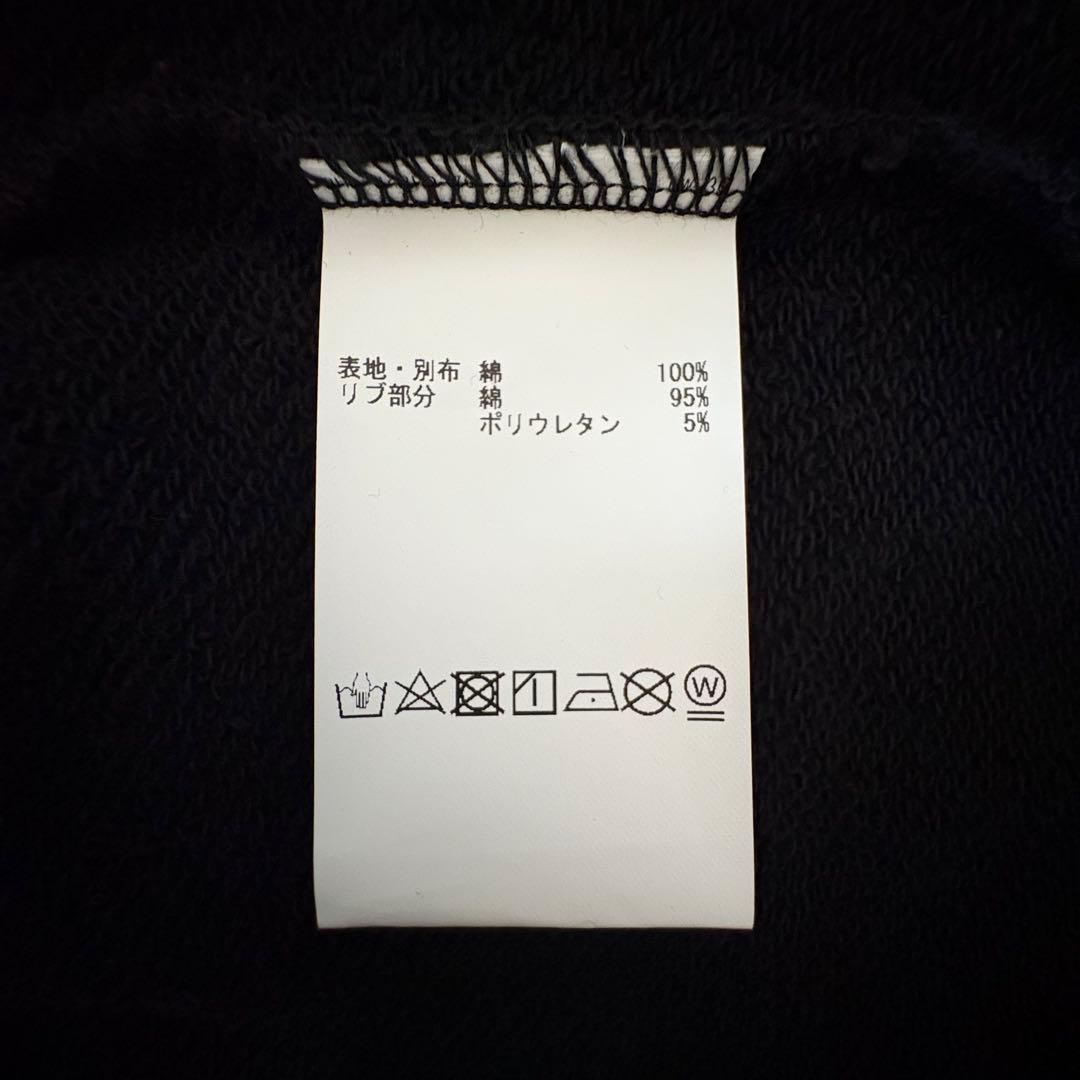 表地・別布 綿 100%
リブ部分 綿 95%
ポリウレタン 5%
W